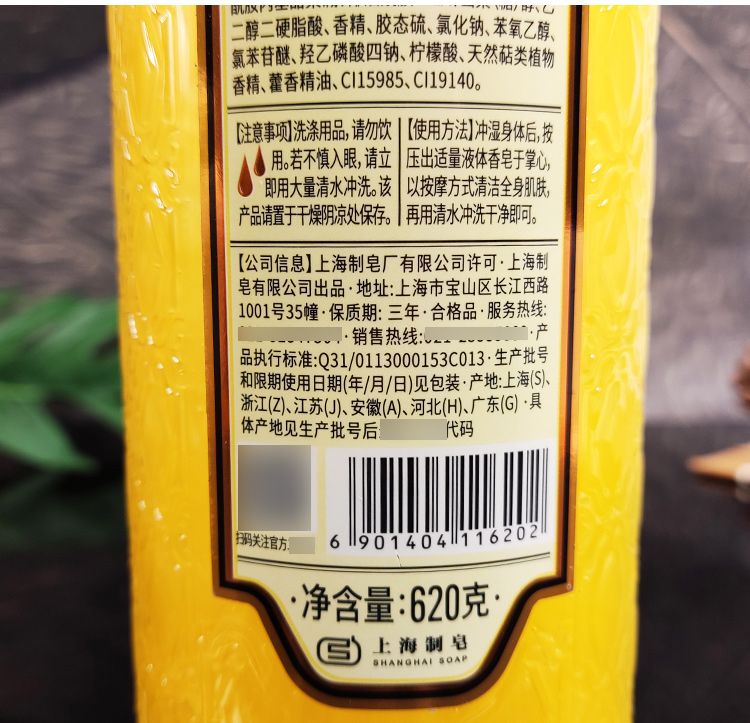 二醇二硬脂酸、香精、胶态硫、氯化钠、苯氧乙醇、
氯苯甘醚、羟乙磷酸四钠、柠檬酸、天然萜类植物
香精、藿香精油、CI15985、CI19140。
【注意事项】洗涤用品,请勿饮
用。若不慎入眼,请立
即用大量清水冲洗。该
产品请置于干燥阴凉处保存。
【使用方法】冲湿身体后,按
压出适量液体香皂于掌心,
以按摩方式清洁全身肌肤,
再用清水冲洗干净即可。
【公司信息】上海制皂厂有限公司许可·上海制
皂有限公司出品·地址:上海市宝山区长江西路
1001号35幢·保质期:三年·合格品·服务热线:
·销售热线: ·产
品执行标准:Q31/0113000153C013·生产批号
和限期使用日期(年/月/日)见包装·产地:上海(S)、
浙江(Z)、江苏(J)、安徽(A)、河北(H)、广东(G)·具
体产地见生产批号后 代码
扫码关注官方
6 901404 116202
·净含量:620克·
上海制皂
SHANGHAI SOAP